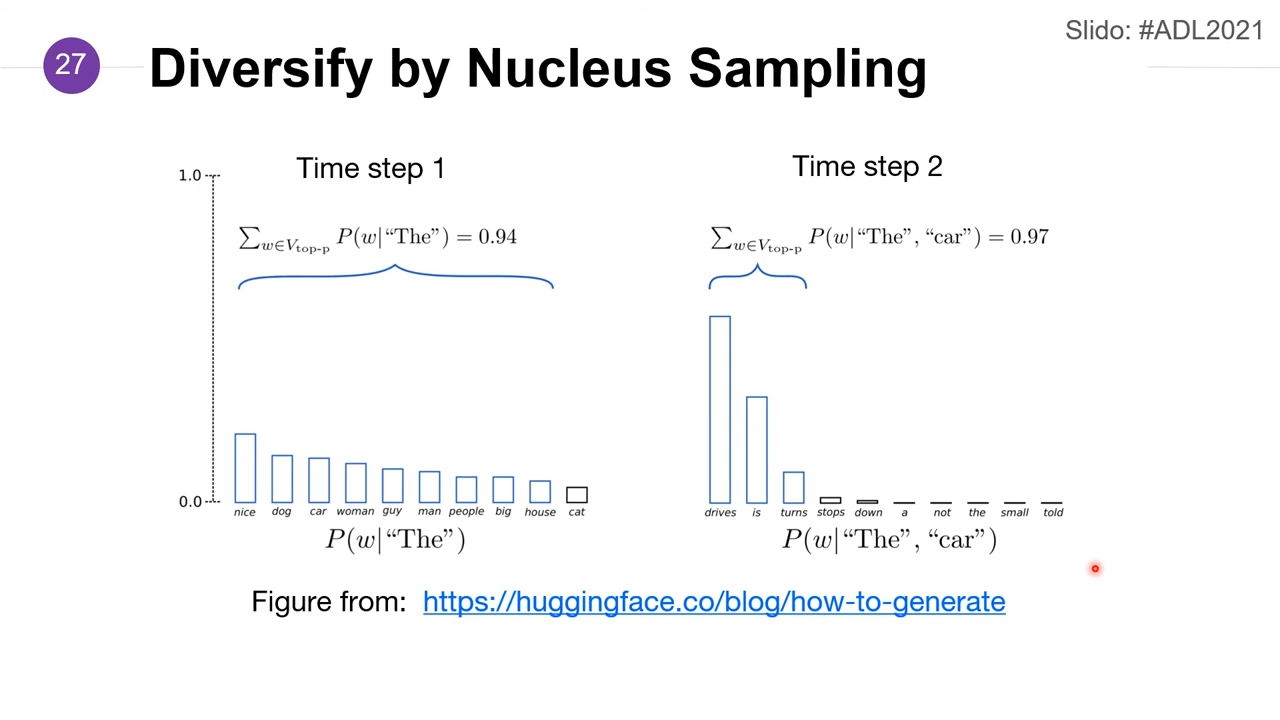 Slido: #ADL2021
27
Diversify by Nucleus Sampling
Time step 1
1.0
∑w∈Vtop-p P(w|“The”) = 0.94
0.0
nice dog car woman guy man people big house cat
P(w|“The”)
Time step 2
∑w∈Vtop-p P(w|“The”, “car”) = 0.97
drives is turns stops down a not the small told
P(w|“The”, “car”)
Figure from: https://huggingface.co/blog/how-to-generate